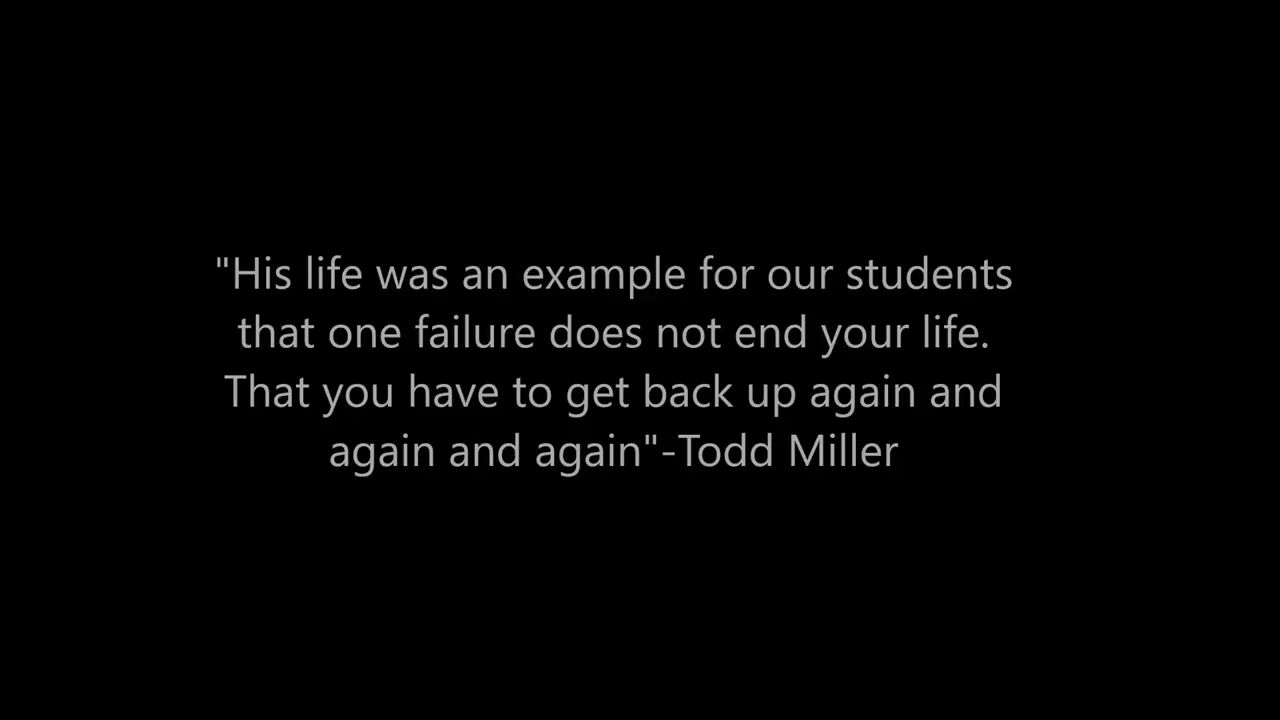 "His life was an example for our students
that one failure does not end your life.
That you have to get back up again and
again and again"-Todd Miller